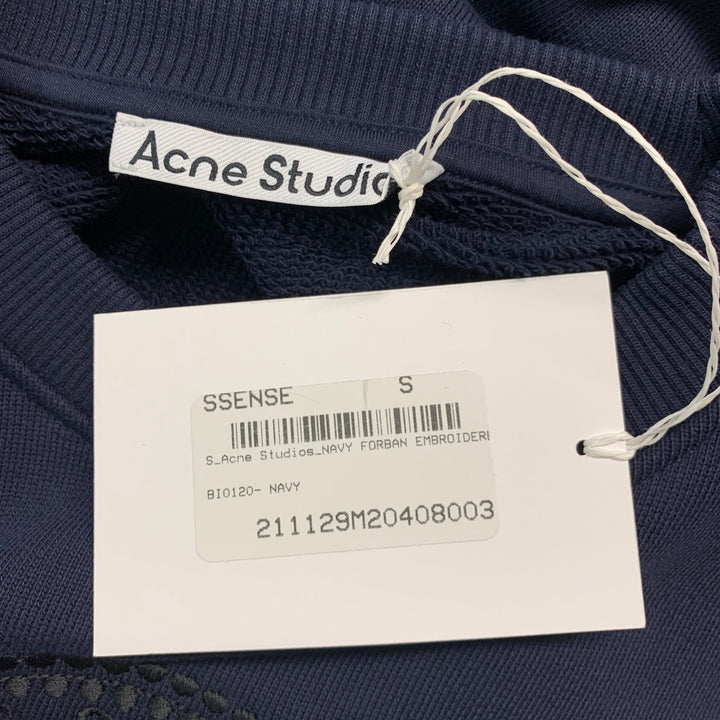 Acne Studio
SSENSE S
S_Acne Studios_NAVY FORBAN EMBROIDERI
BI0120- NAVY
211129M20408003